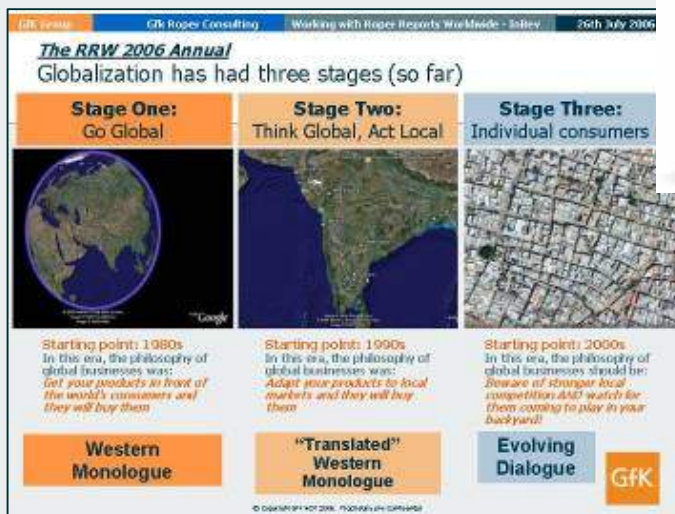 GfK Group GfK Roper Consulting Working with Roper Reports Worldwide - InRev 26th July 2006
The RRW 2006 Annual
Globalization has had three stages (so far)
Stage One:
Go Global
Stage Two:
Think Global, Act Local
Stage Three:
Individual consumers
Google
Starting point: 1980s
In this era, the philosophy of
global businesses was:
Get your products in front of
the world's consumers and
they will buy them
Starting point: 1990s
In this era, the philosophy of
global businesses was:
Adapt your products to local
markets and they will buy
them
Starting point: 2000s
In this era, the philosophy of
global businesses should be:
Beware of stronger local
competition AND watch for
them coming to play in your
backyard!
Western
Monologue
"Translated"
Western
Monologue
Evolving
Dialogue
GfK